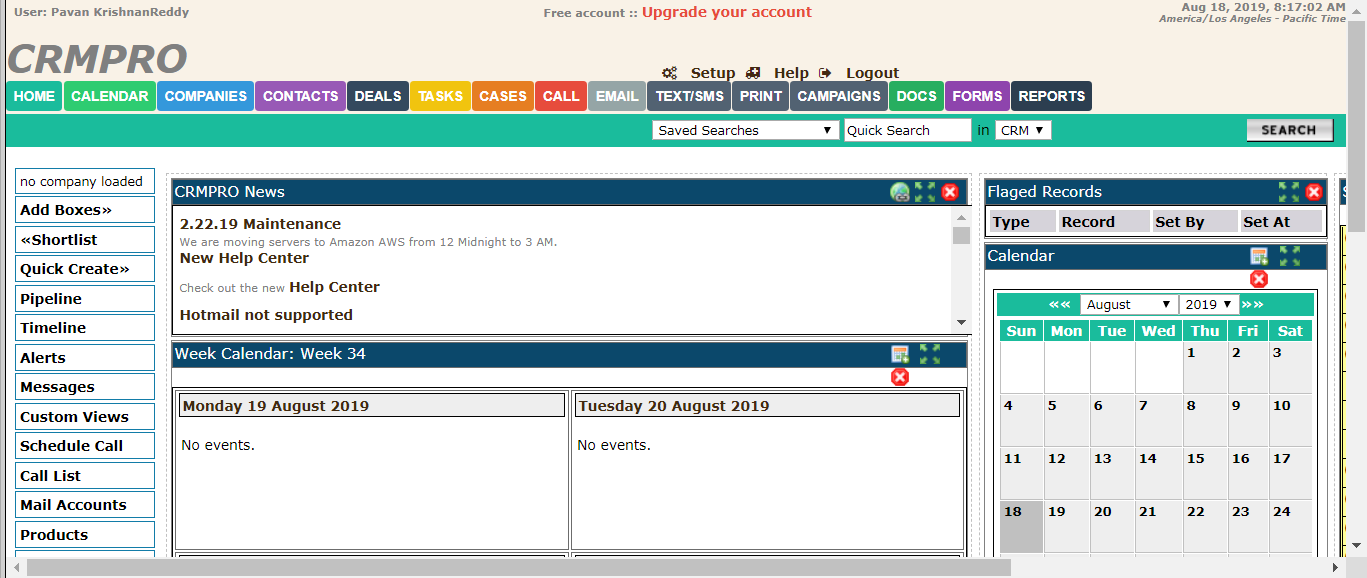 User: Pavan KrishnanReddy
Free account :: Upgrade your account
Aug 18, 2019, 8:17:02 AM
America/Los Angeles - Pacific Time
CRMPRO
Setup Help Logout
HOME CALENDAR COMPANIES CONTACTS DEALS TASKS CASES CALL EMAIL TEXT/SMS PRINT CAMPAIGNS DOCS FORMS REPORTS
Saved Searches Quick Search in CRM SEARCH
no company loaded
Add Boxes»
«Shortlist
Quick Create»
Pipeline
Timeline
Alerts
Messages
Custom Views
Schedule Call
Call List
Mail Accounts
Products
CRMPRO News
2.22.19 Maintenance
We are moving servers to Amazon AWS from 12 Midnight to 3 AM.
New Help Center
Check out the new Help Center
Hotmail not supported
Week Calendar: Week 34
Monday 19 August 2019
No events.
Tuesday 20 August 2019
No events.
Flaged Records
Type Record Set By Set At
Calendar
«« August 2019 »»
Sun Mon Tue Wed Thu Fri Sat
1 2 3
4 5 6 7 8 9 10
11 12 13 14 15 16 17
18 19 20 21 22 23 24